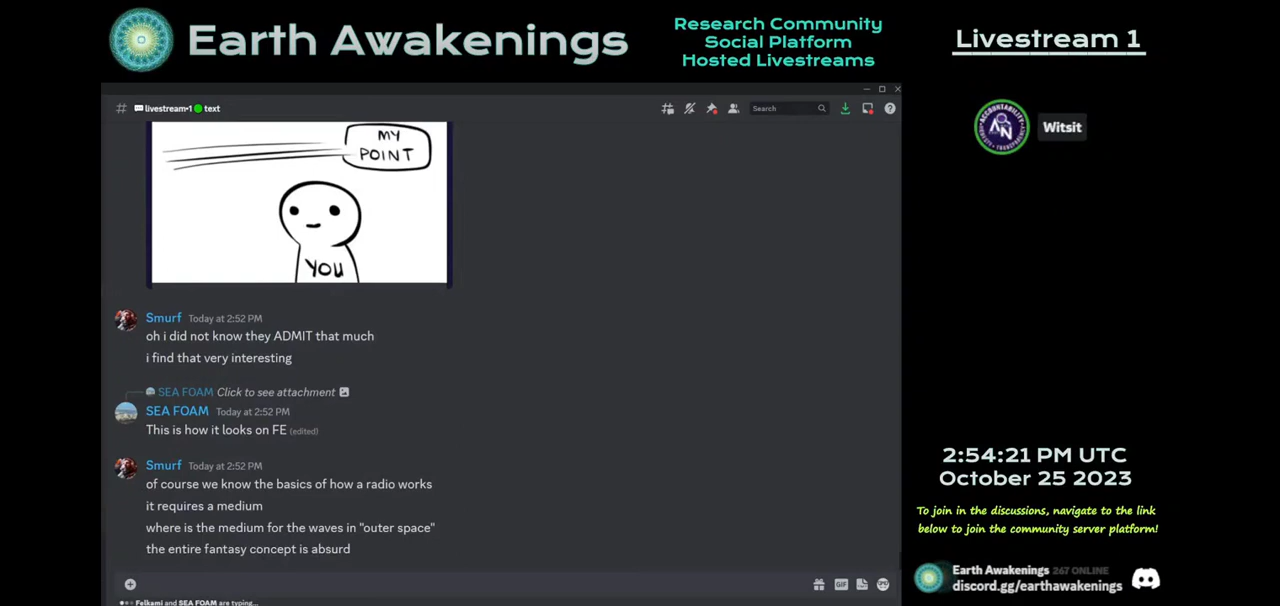 Earth Awakenings
Research Community
Social Platform
Hosted Livestreams
Livestream 1
livestream-1 text
Search
MY
POINT
YOU
Witsit
ACCOUNTABILITY
AN
Smurf Today at 2:52 PM
oh i did not know they ADMIT that much
i find that very interesting
SEA FOAM Click to see attachment
SEA FOAM Today at 2:52 PM
This is how it looks on FE (edited)
Smurf Today at 2:52 PM
of course we know the basics of how a radio works
it requires a medium
where is the medium for the waves in "outer space"
the entire fantasy concept is absurd
GIF
Felkami and SEA FOAM are typing...
2:54:21 PM UTC
October 25 2023
To join in the discussions, navigate to the link
below to join the community server platform!
Earth Awakenings 267 ONLINE
discord.gg/earthawakenings